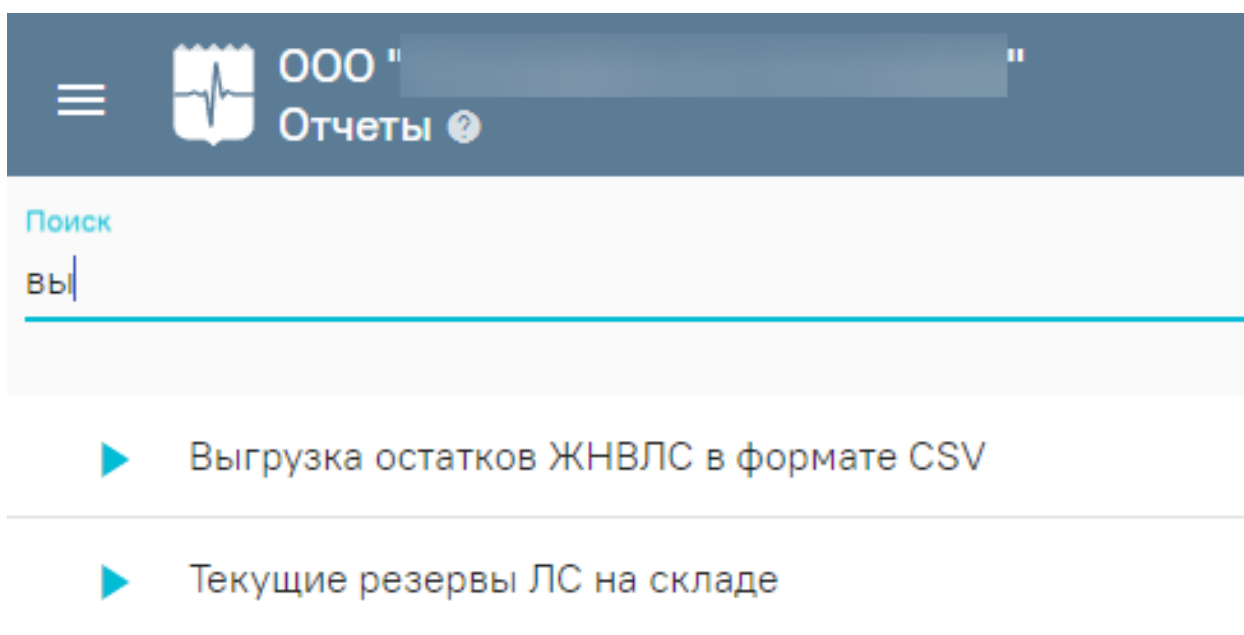 ООО " "
Отчеты ?
Поиск
вы
Выгрузка остатков ЖНВЛС в формате CSV
Текущие резервы ЛС на складе